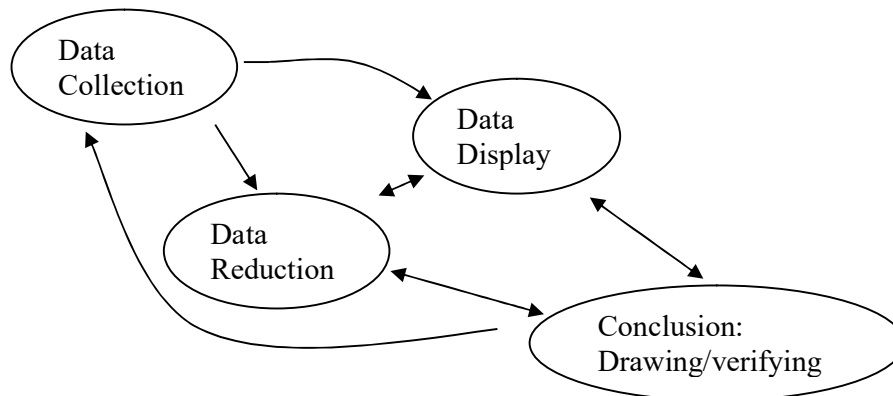 Data
Collection
Data
Display
Data
Reduction
Conclusion:
Drawing/verifying